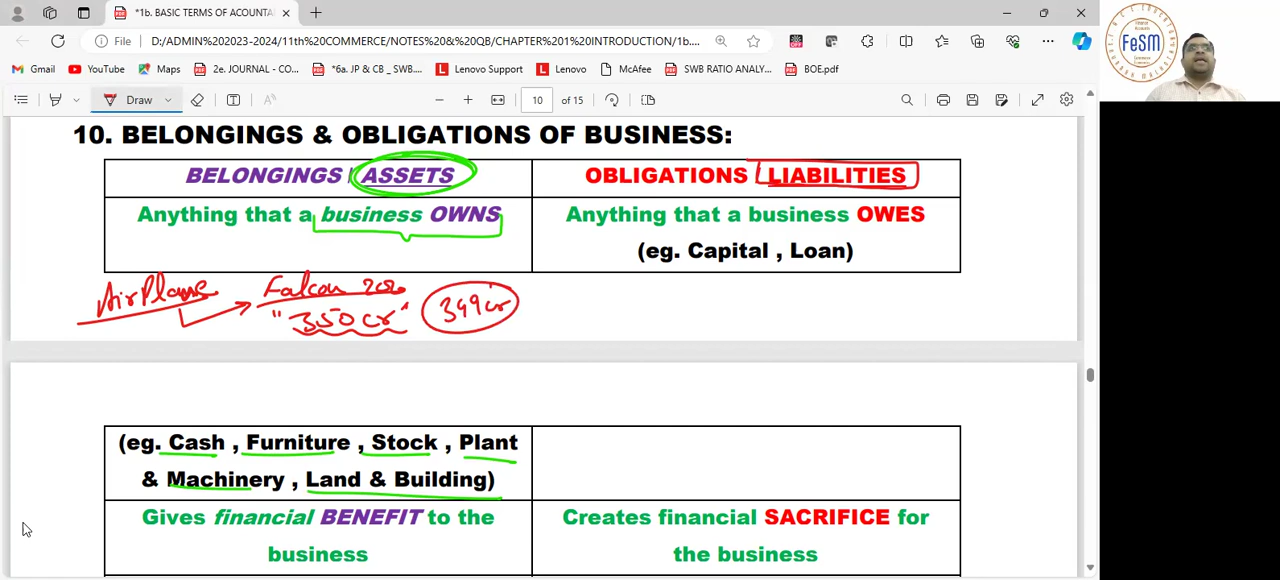 *1b. BASIC TERMS OF ACOUNTA
File D:/ADMIN%202023-2024/11th%20COMMERCE/NOTES%20&%20QB/CHAPTER%201%20INTRODUCTION/1b....
Gmail YouTube Maps 2e. JOURNAL - CO... *6a. JP & CB _ SWB.... Lenovo Support Lenovo McAfee SWB RATIO ANALY... BOE.pdf
Draw 10 of 15
FeSM
10. BELONGINGS & OBLIGATIONS OF BUSINESS:
BELONGINGS / ASSETS
OBLIGATIONS LIABILITIES
Anything that a business OWNS
Anything that a business OWES
(eg. Capital , Loan)
AirPlane Falcon 2000
"350 cr" 349 cr
(eg. Cash , Furniture , Stock , Plant
& Machinery , Land & Building)
Gives financial BENEFIT to the
business
Creates financial SACRIFICE for
the business